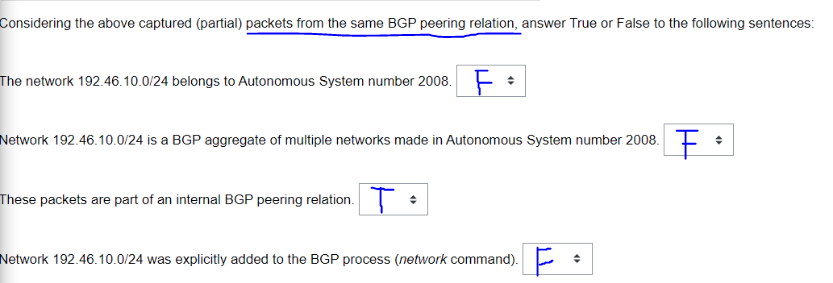 Considering the above captured (partial) packets from the same BGP peering relation, answer True or False to the following sentences:
The network 192.46.10.0/24 belongs to Autonomous System number 2008. F
Network 192.46.10.0/24 is a BGP aggregate of multiple networks made in Autonomous System number 2008. F
These packets are part of an internal BGP peering relation. T
Network 192.46.10.0/24 was explicitly added to the BGP process (network command). F